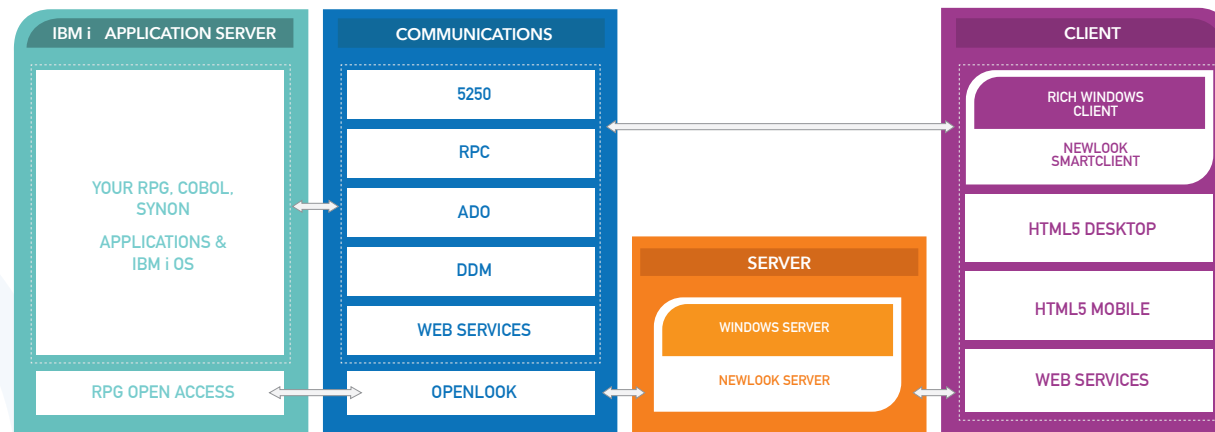 IBM i APPLICATION SERVER
YOUR RPG, COBOL,
SYNON
APPLICATIONS &
IBM i OS
RPG OPEN ACCESS
COMMUNICATIONS
5250
RPC
ADO
DDM
WEB SERVICES
OPENLOOK
SERVER
WINDOWS SERVER
NEWLOOK SERVER
CLIENT
RICH WINDOWS
CLIENT
NEWLOOK
SMARTCLIENT
HTML5 DESKTOP
HTML5 MOBILE
WEB SERVICES